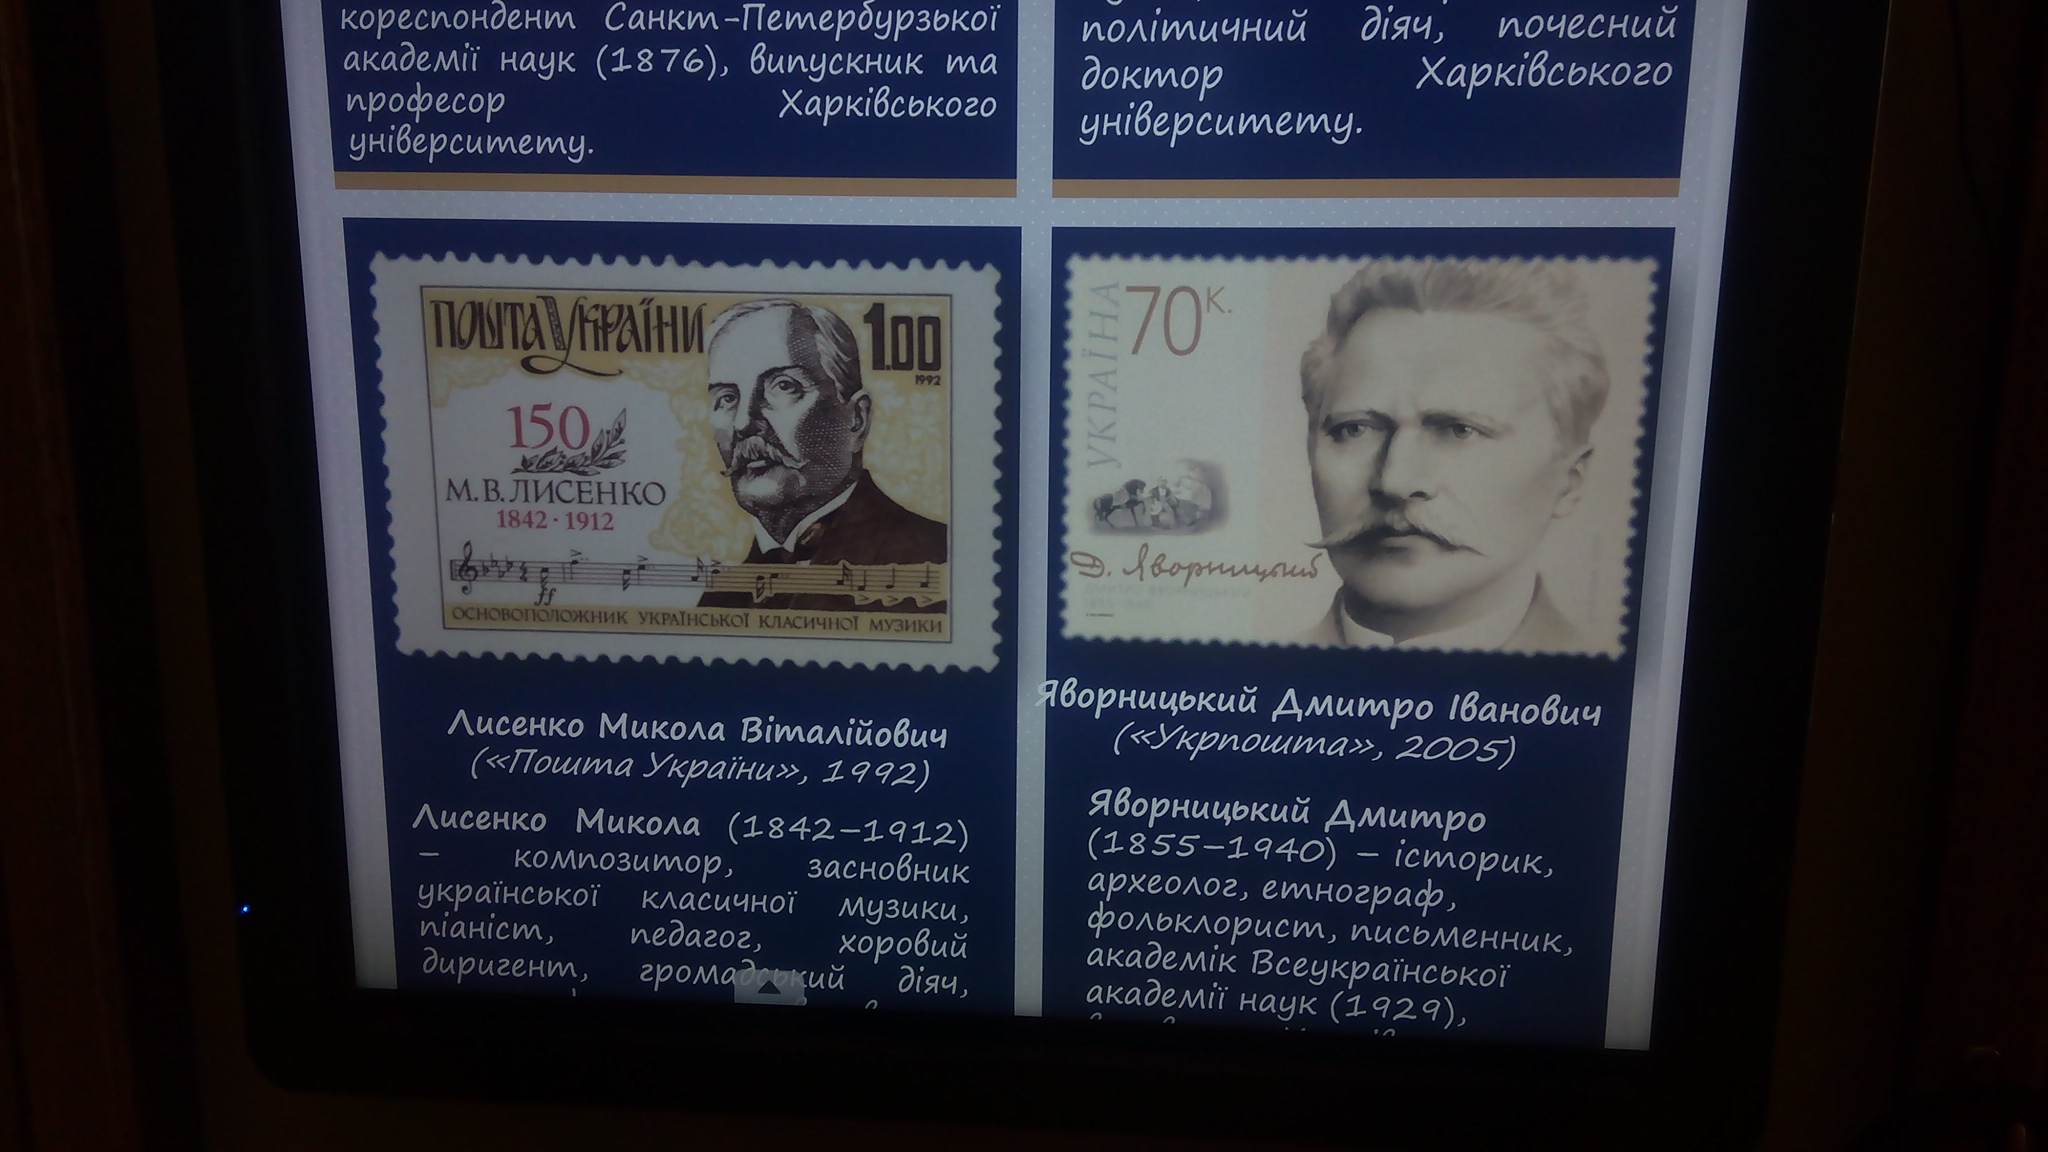 кореспондент Санкт-Петербурзької
академії наук (1876), випускник та
професор Харківського
університету.
політичний діяч, почесний
доктор Харківського
університету.
ПОШТА УКРАЇНИ
1.00
1992
150
М.В.ЛИСЕНКО
1842 · 1912
ff
ОСНОВОПОЛОЖНИК УКРАЇНСЬКОЇ КЛАСИЧНОЇ МУЗИКИ
Лисенко Микола Віталійович
(«Пошта України», 1992)
Лисенко Микола (1842–1912)
– композитор, засновник
української класичної музики,
піаніст, педагог, хоровий
диригент, громадський діяч,
УКРАЇНА
70К.
Д. Яворницький
Яворницький Дмитро Іванович
(«Укрпошта», 2005)
Яворницький Дмитро
(1855–1940) – історик,
археолог, етнограф,
фольклорист, письменник,
академік Всеукраїнської
академії наук (1929),